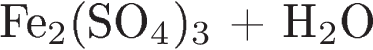 Fe₂(SO₄)₃ + H₂O